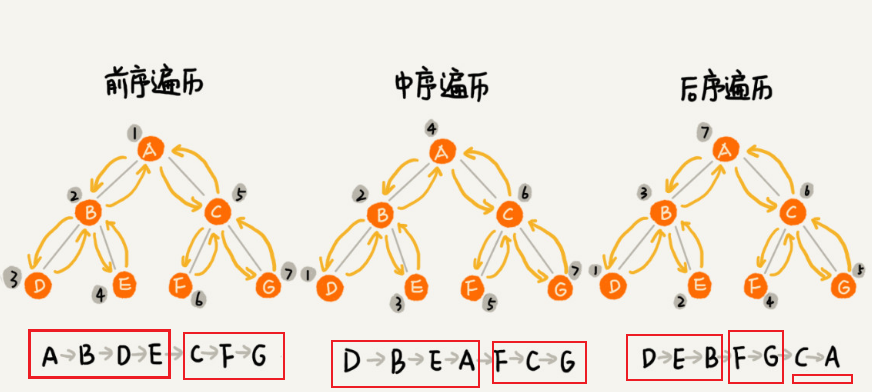 前序遍历 中序遍历 后序遍历
1 4 7
A A A
2 5 2 6 3 6
B C B C B C
3 D 4 E F 6 G 7 1 D 3 E F 5 G 7 1 D 2 E F 4 G 5
A→B→D→E→C→F→G D→B→E→A→F→C→G D→E→B→F→G→C→A